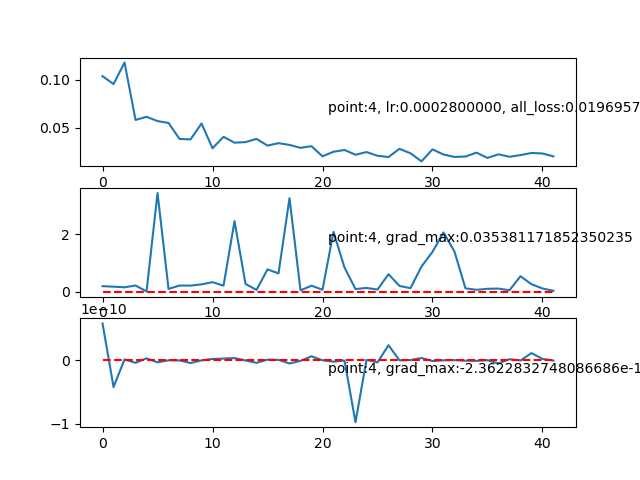 0.10
0.05
point:4, lr:0.0002800000, all_loss:0.0196957
0 10 20 30 40
2
0
point:4, grad_max:0.035381171852350235
0 10 20 30 40
1e−10
0
−1
point:4, grad_max:-2.3622832748086686e-1
0 10 20 30 40